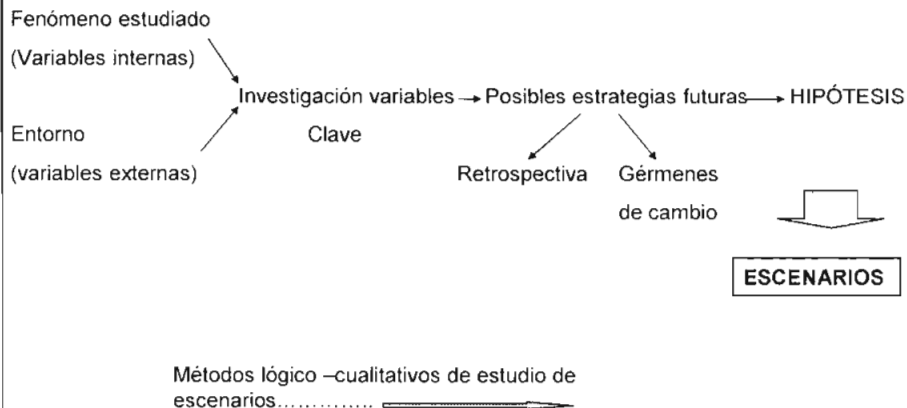 Fenómeno estudiado
(Variables internas)
Investigación variables Posibles estrategias futuras HIPÓTESIS
Entorno Clave
(variables externas) Retrospectiva Gérmenes
de cambio
ESCENARIOS
Métodos lógico –cualitativos de estudio de
escenarios..............